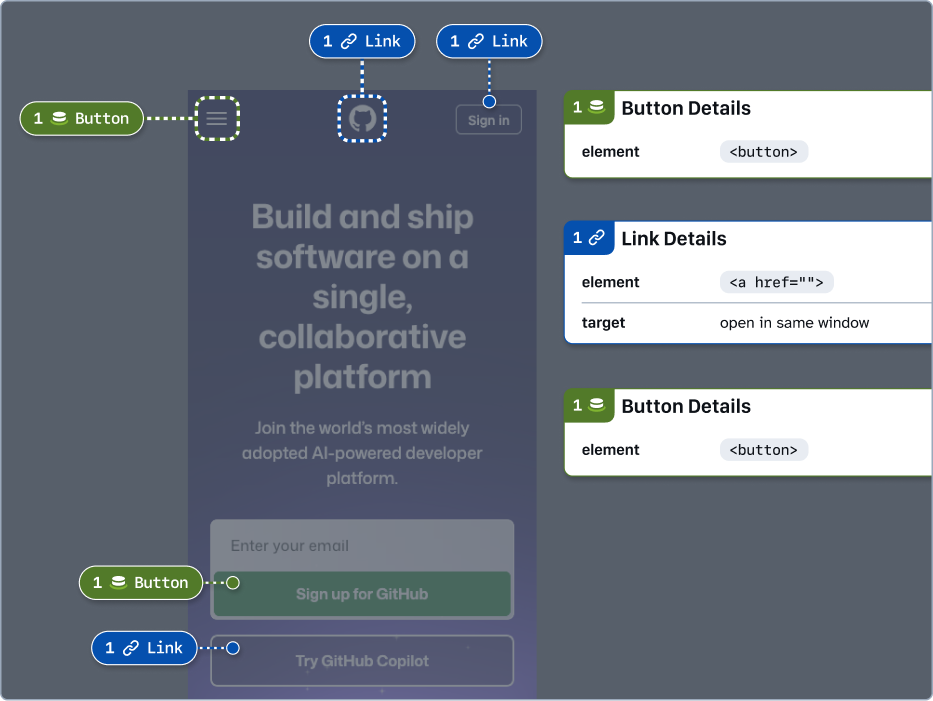 1 Link
1 Link
1 Button
Sign in
Build and ship
software on a
single,
collaborative
platform
Join the world's most widely
adopted AI-powered developer
platform.
Enter your email
1 Button
Sign up for GitHub
1 Link
Try GitHub Copilot
1 Button Details
element <button>
1 Link Details
element <a href="">
target open in same window
1 Button Details
element <button>